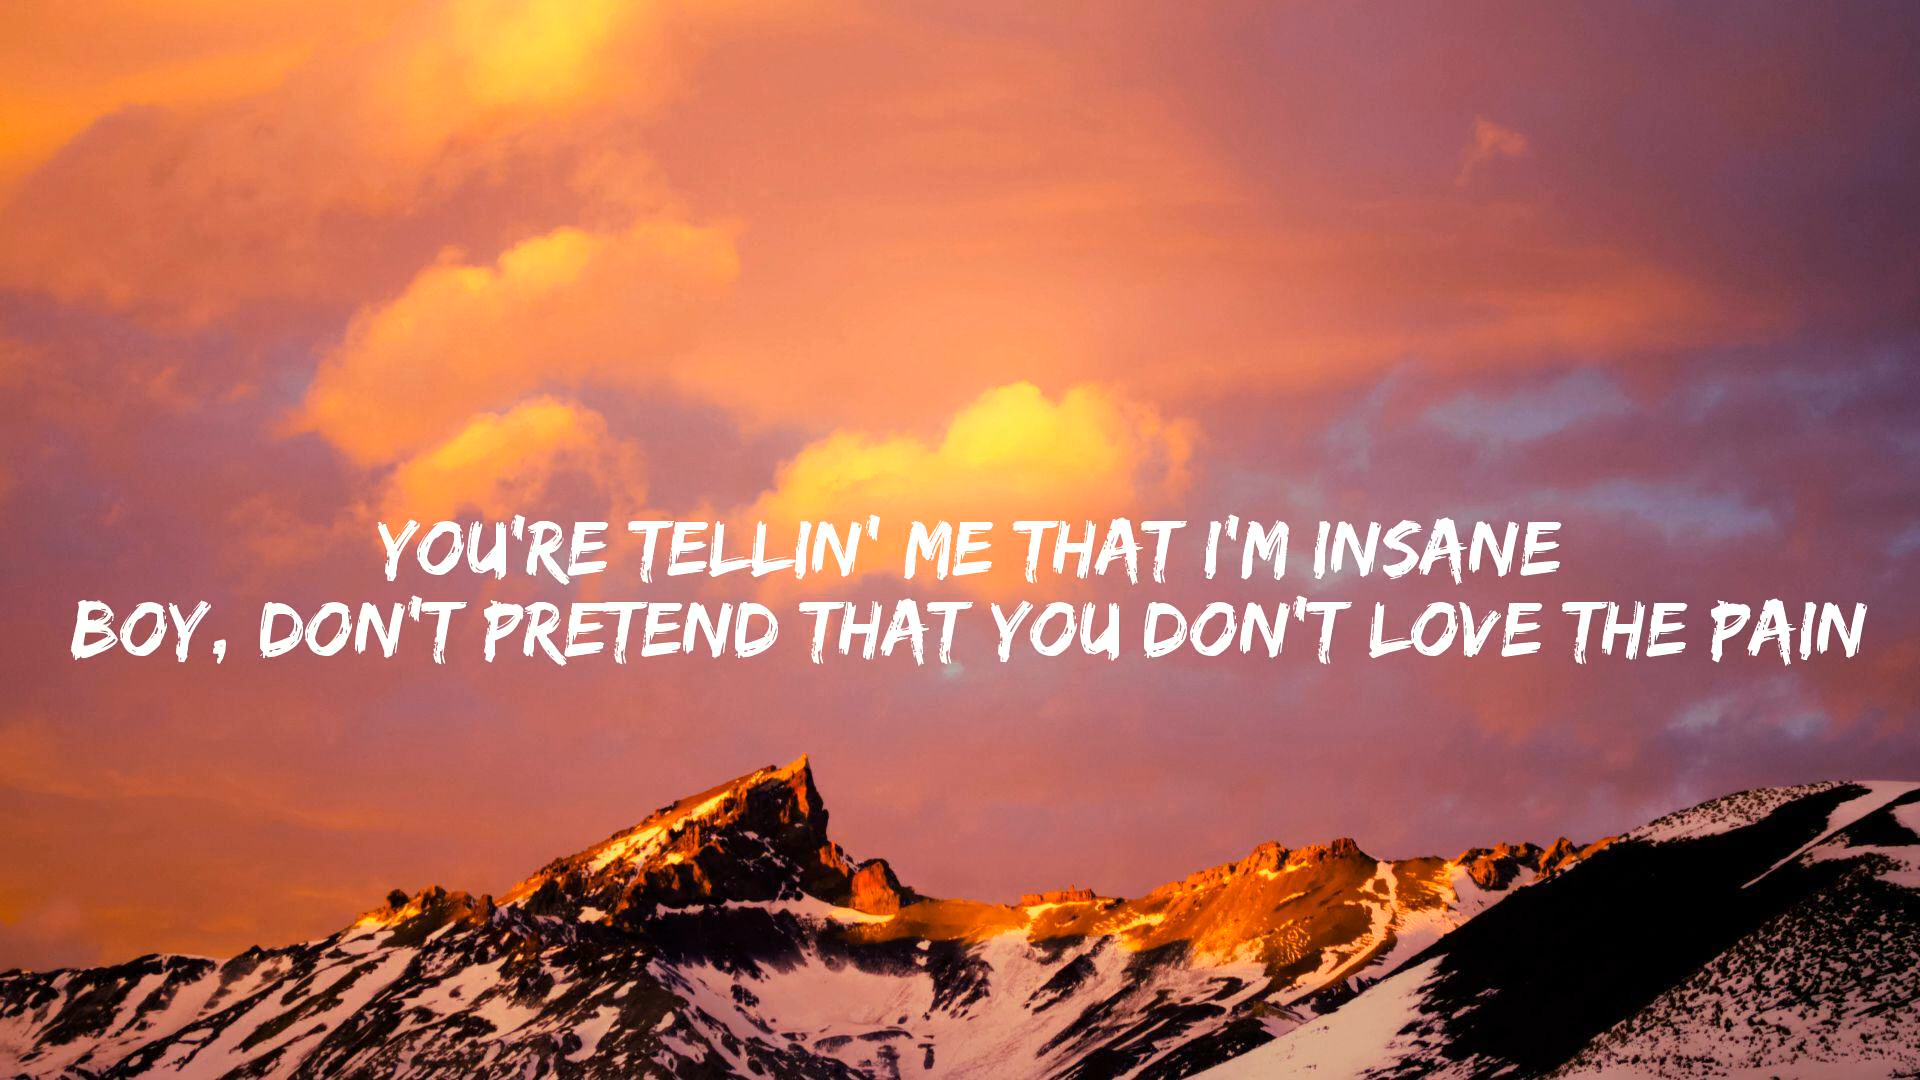 YOU'RE TELLIN' ME THAT I'M INSANE
BOY, DON'T PRETEND THAT YOU DON'T LOVE THE PAIN